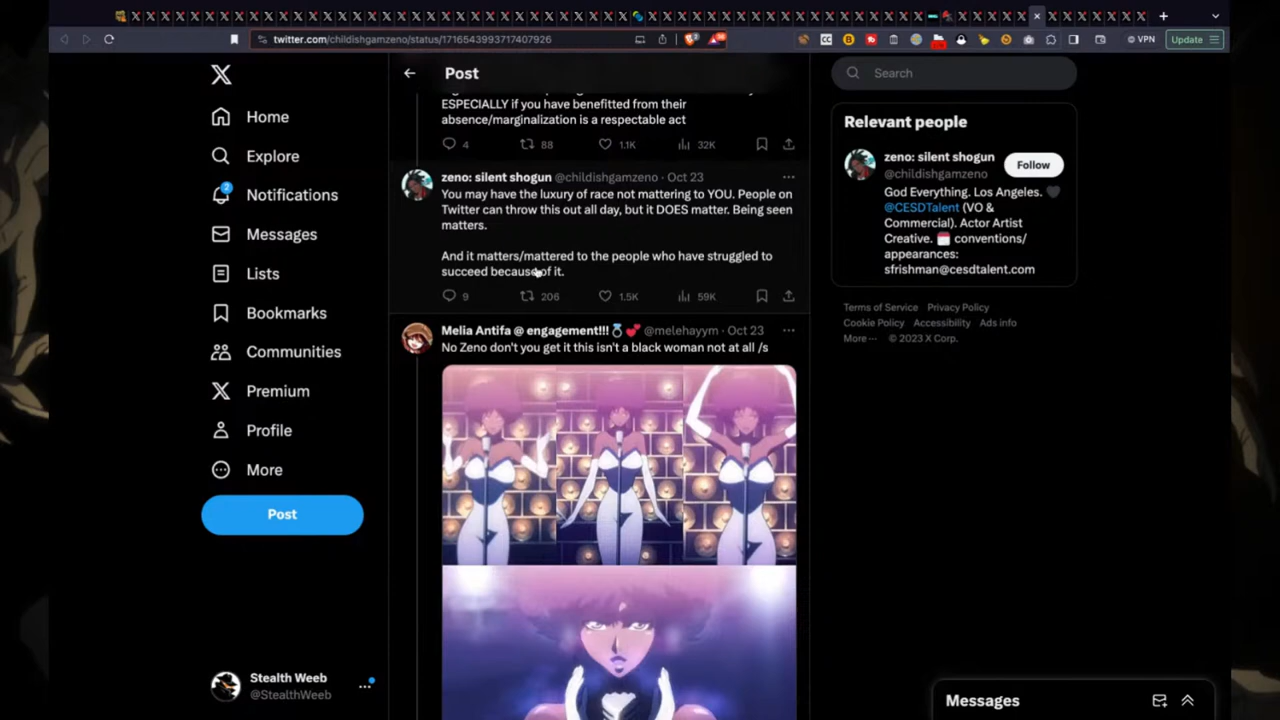 twitter.com/childishgamzeno/status/1716543993717407926
VPN
Update
Post
Search
Home
Explore
2
Notifications
Messages
Lists
Bookmarks
Communities
Premium
Profile
More
Post
Stealth Weeb
@StealthWeeb
ESPECIALLY if you have benefitted from their
absence/marginalization is a respectable act
4 88 1.1K 32K
zeno: silent shogun @childishgamzeno · Oct 23
You may have the luxury of race not mattering to YOU. People on
Twitter can throw this out all day, but it DOES matter. Being seen
matters.
And it matters/mattered to the people who have struggled to
succeed because of it.
9 206 1.5K 59K
Melia Antifa @ engagement!!!💍💕 @melehayym · Oct 23
No Zeno don't you get it this isn't a black woman not at all /s
Relevant people
zeno: silent shogun
@childishgamzeno
Follow
God Everything. Los Angeles. 🖤
@CESDTalent (VO &
Commercial). Actor Artist
Creative. 🗓 conventions/
appearances:
sfrishman@cesdtalent.com
Terms of Service Privacy Policy
Cookie Policy Accessibility Ads info
More ··· © 2023 X Corp.
Messages